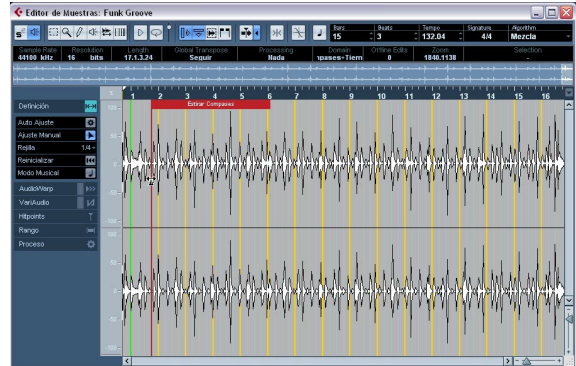 Editor de Muestras: Funk Groove
Bars Beats Tempo Signature Algorithm
15 3 132.04 4/4 Mezcla
Sample Rate Resolution Length Global Transpose Processing Domain Offline Edits Zoom Selection
44100 kHz 16 bits 17.1.3.24 Seguir Nada ıpases=Tiem 0 1840.1138 -
1 2 3 4 5 6 7 8 9 10 11 12 13 14 15 16
Definición
Estirar Compases
Auto Ajuste
Ajuste Manual
Rejilla 1/4
Reinicializar
Modo Musical
AudioWarp
VariAudio
Hitpoints
Rango
Proceso